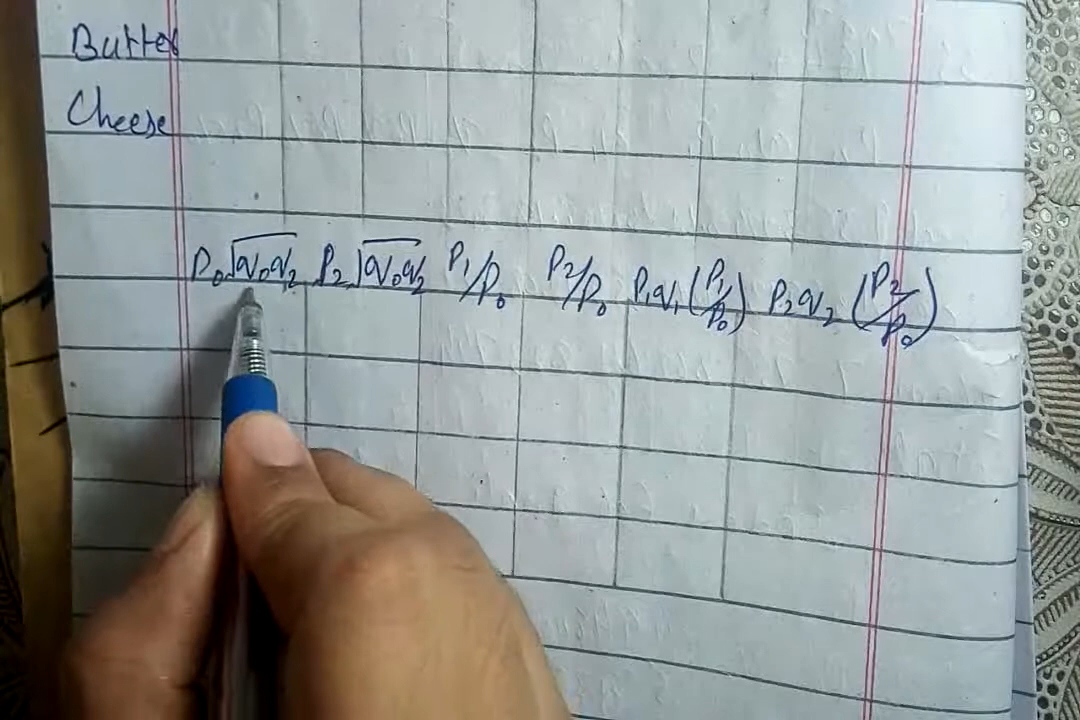 Butter
Cheese
P₀√q₀q₂ P₂√q₀q₂ P₁/P₀ P₂/P₀ P₁q₁(P₁/P₀) P₂q₂(P₂/P₀)